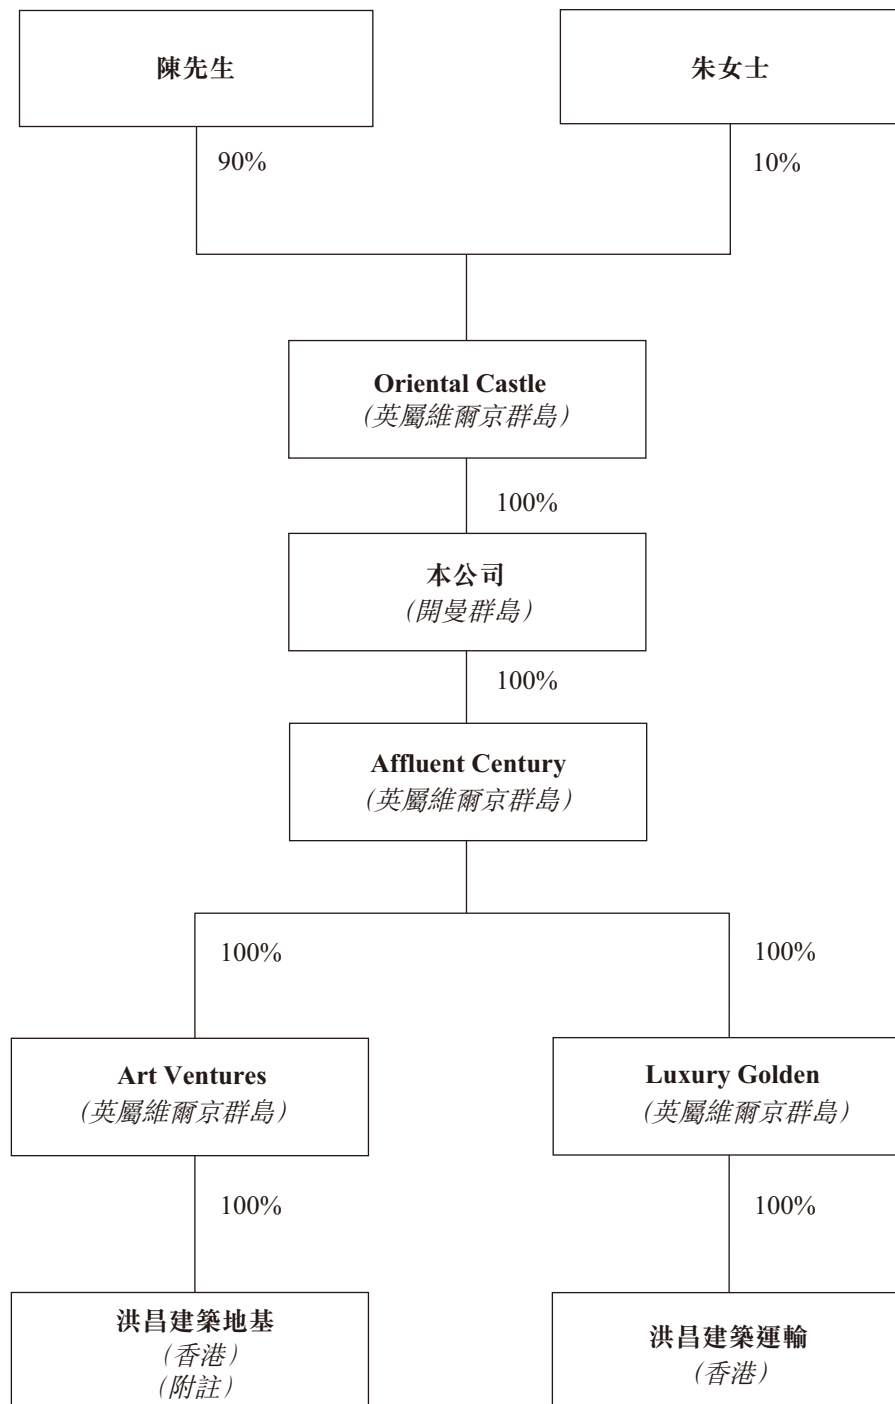 陳先生
朱女士
90%
10%
Oriental Castle
(英屬維爾京群島)
100%
本公司
(開曼群島)
100%
Affluent Century
(英屬維爾京群島)
100%
100%
Art Ventures
(英屬維爾京群島)
Luxury Golden
(英屬維爾京群島)
100%
100%
洪昌建築地基
(香港)
(附註)
洪昌建築運輸
(香港)